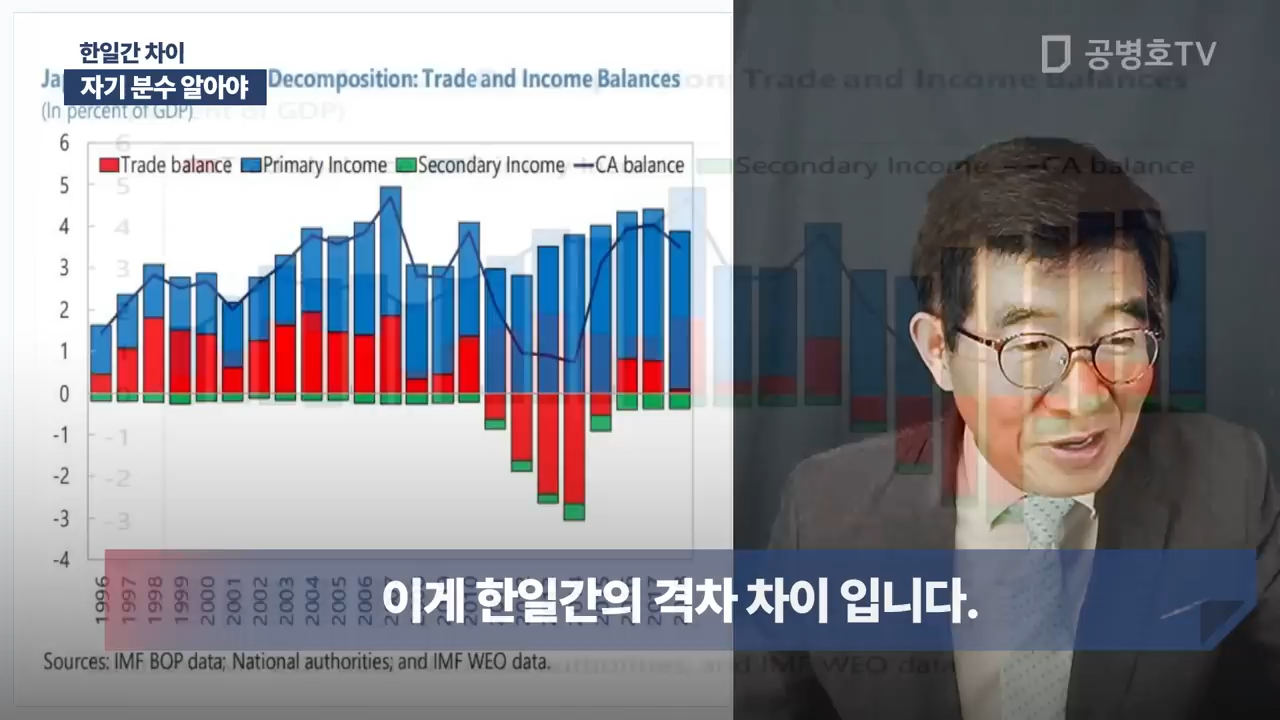 한일간 차이
자기 분수 알아야
공병호TV
Decomposition: Trade and Income Balances
(In percent of GDP)
Trade balance Primary Income Secondary Income CA balance
6
5
4
3
2
1
0
-1
-2
-3
-4
1996 1997 1998 1999 2000 2001 2002 2003 2004 2005 2006
이게 한일간의 격차 차이 입니다.
Sources: IMF BOP data; National authorities; and IMF WEO data.